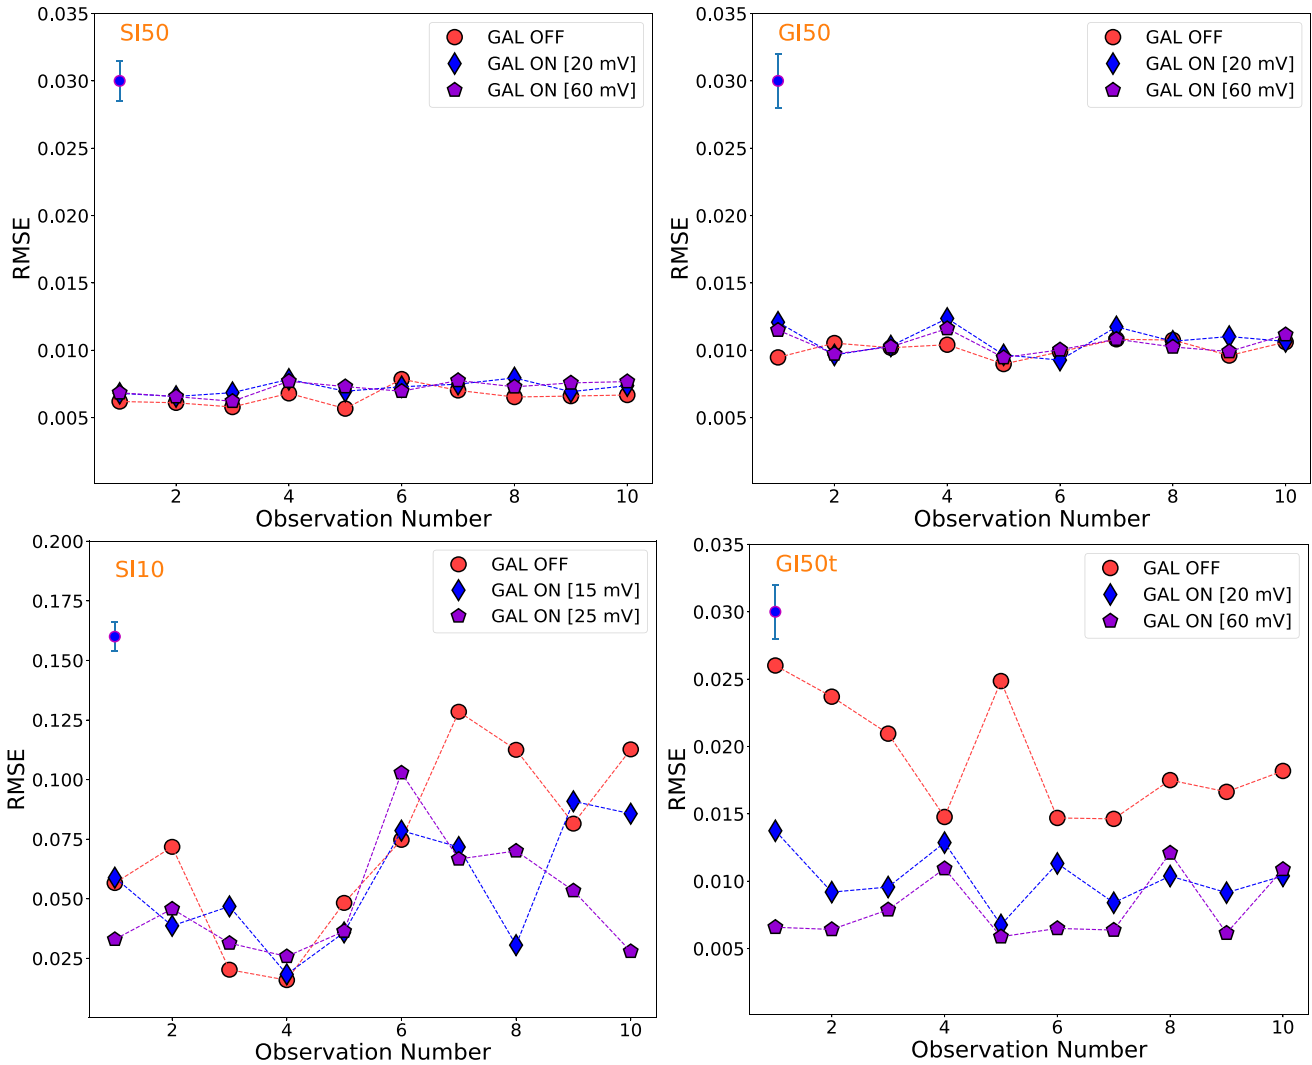 SI50
GAL OFF
GAL ON [20 mV]
GAL ON [60 mV]
0.035
0.030
0.025
0.020
0.015
0.010
0.005
RMSE
2 4 6 8 10
Observation Number
GI50
GAL OFF
GAL ON [20 mV]
GAL ON [60 mV]
0.035
0.030
0.025
0.020
0.015
0.010
0.005
RMSE
2 4 6 8 10
Observation Number
SI10
GAL OFF
GAL ON [15 mV]
GAL ON [25 mV]
0.200
0.175
0.150
0.125
0.100
0.075
0.050
0.025
RMSE
2 4 6 8 10
Observation Number
GI50t
GAL OFF
GAL ON [20 mV]
GAL ON [60 mV]
0.035
0.030
0.025
0.020
0.015
0.010
0.005
RMSE
2 4 6 8 10
Observation Number